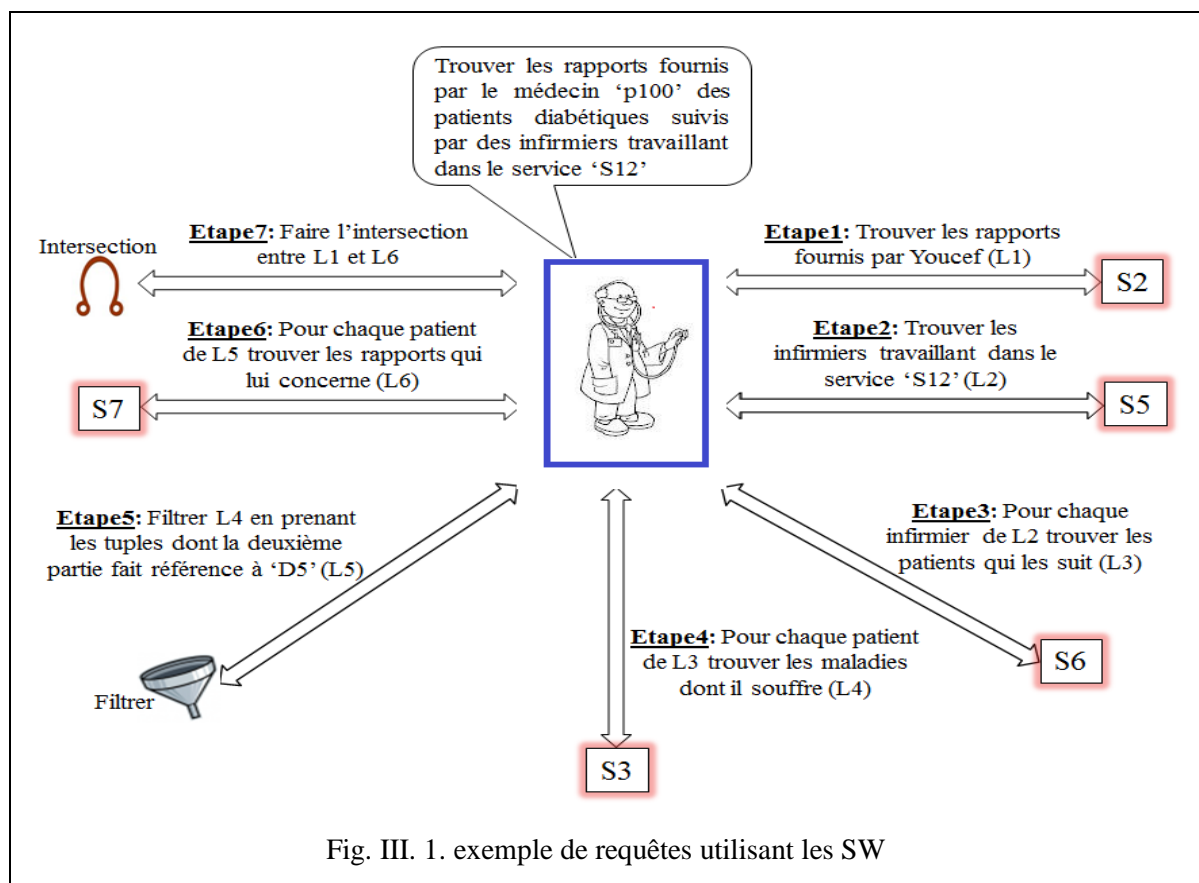 Trouver les rapports fournis
par le médecin ‘p100’ des
patients diabétiques suivis
par des infirmiers travaillant
dans le service ‘S12’
Intersection
Etape7: Faire l’intersection
entre L1 et L6
Etape1: Trouver les rapports
fournis par Youcef (L1)
S2
Etape6: Pour chaque patient
de L5 trouver les rapports qui
lui concerne (L6)
S7
Etape2: Trouver les
infirmiers travaillant dans le
service ‘S12’ (L2)
S5
Etape5: Filtrer L4 en prenant
les tuples dont la deuxième
partie fait référence à ‘D5’ (L5)
Filtrer
Etape3: Pour chaque
infirmier de L2 trouver les
patients qui les suit (L3)
S6
Etape4: Pour chaque patient
de L3 trouver les maladies
dont il souffre (L4)
S3
Fig. III. 1. exemple de requêtes utilisant les SW